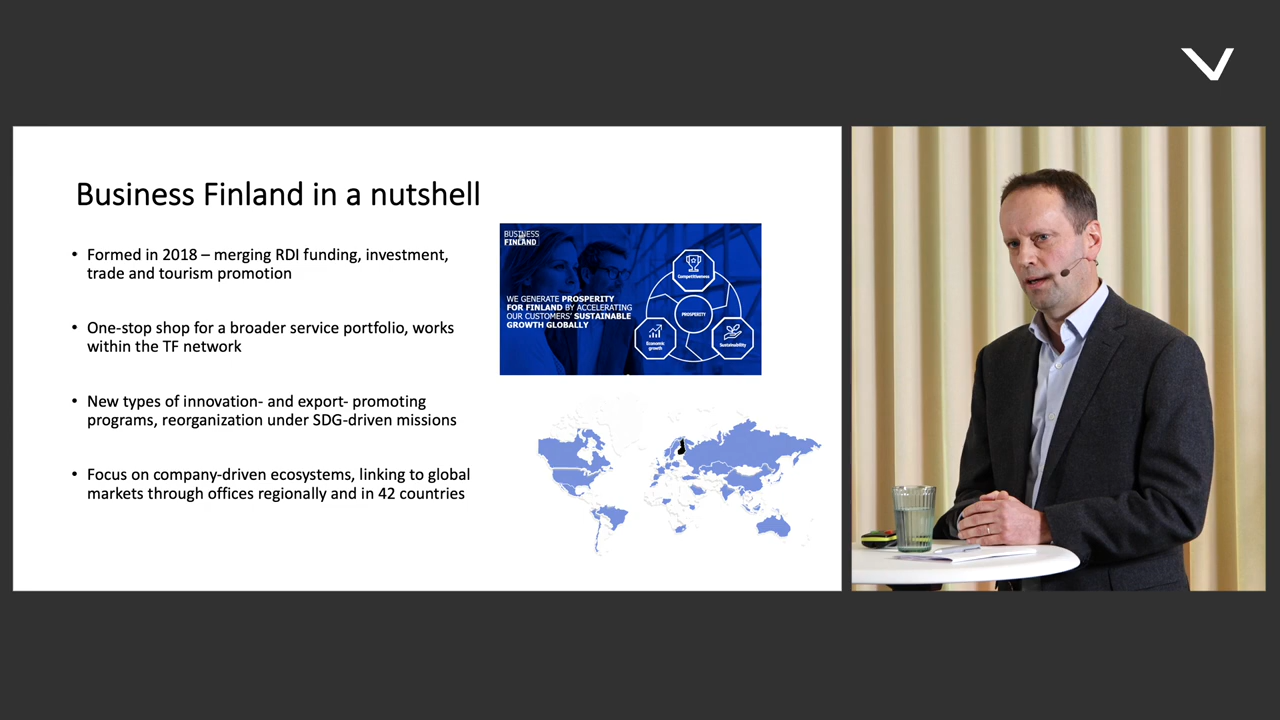 Business Finland in a nutshell
• Formed in 2018 – merging RDI funding, investment,
trade and tourism promotion
• One-stop shop for a broader service portfolio, works
within the TF network
• New types of innovation- and export- promoting
programs, reorganization under SDG-driven missions
• Focus on company-driven ecosystems, linking to global
markets through offices regionally and in 42 countries
BUSINESS
FINLAND
WE GENERATE PROSPERITY
FOR FINLAND BY ACCELERATING
OUR CUSTOMERS' SUSTAINABLE
GROWTH GLOBALLY
Competitiveness
PROSPERITY
Economic
growth
Sustainability